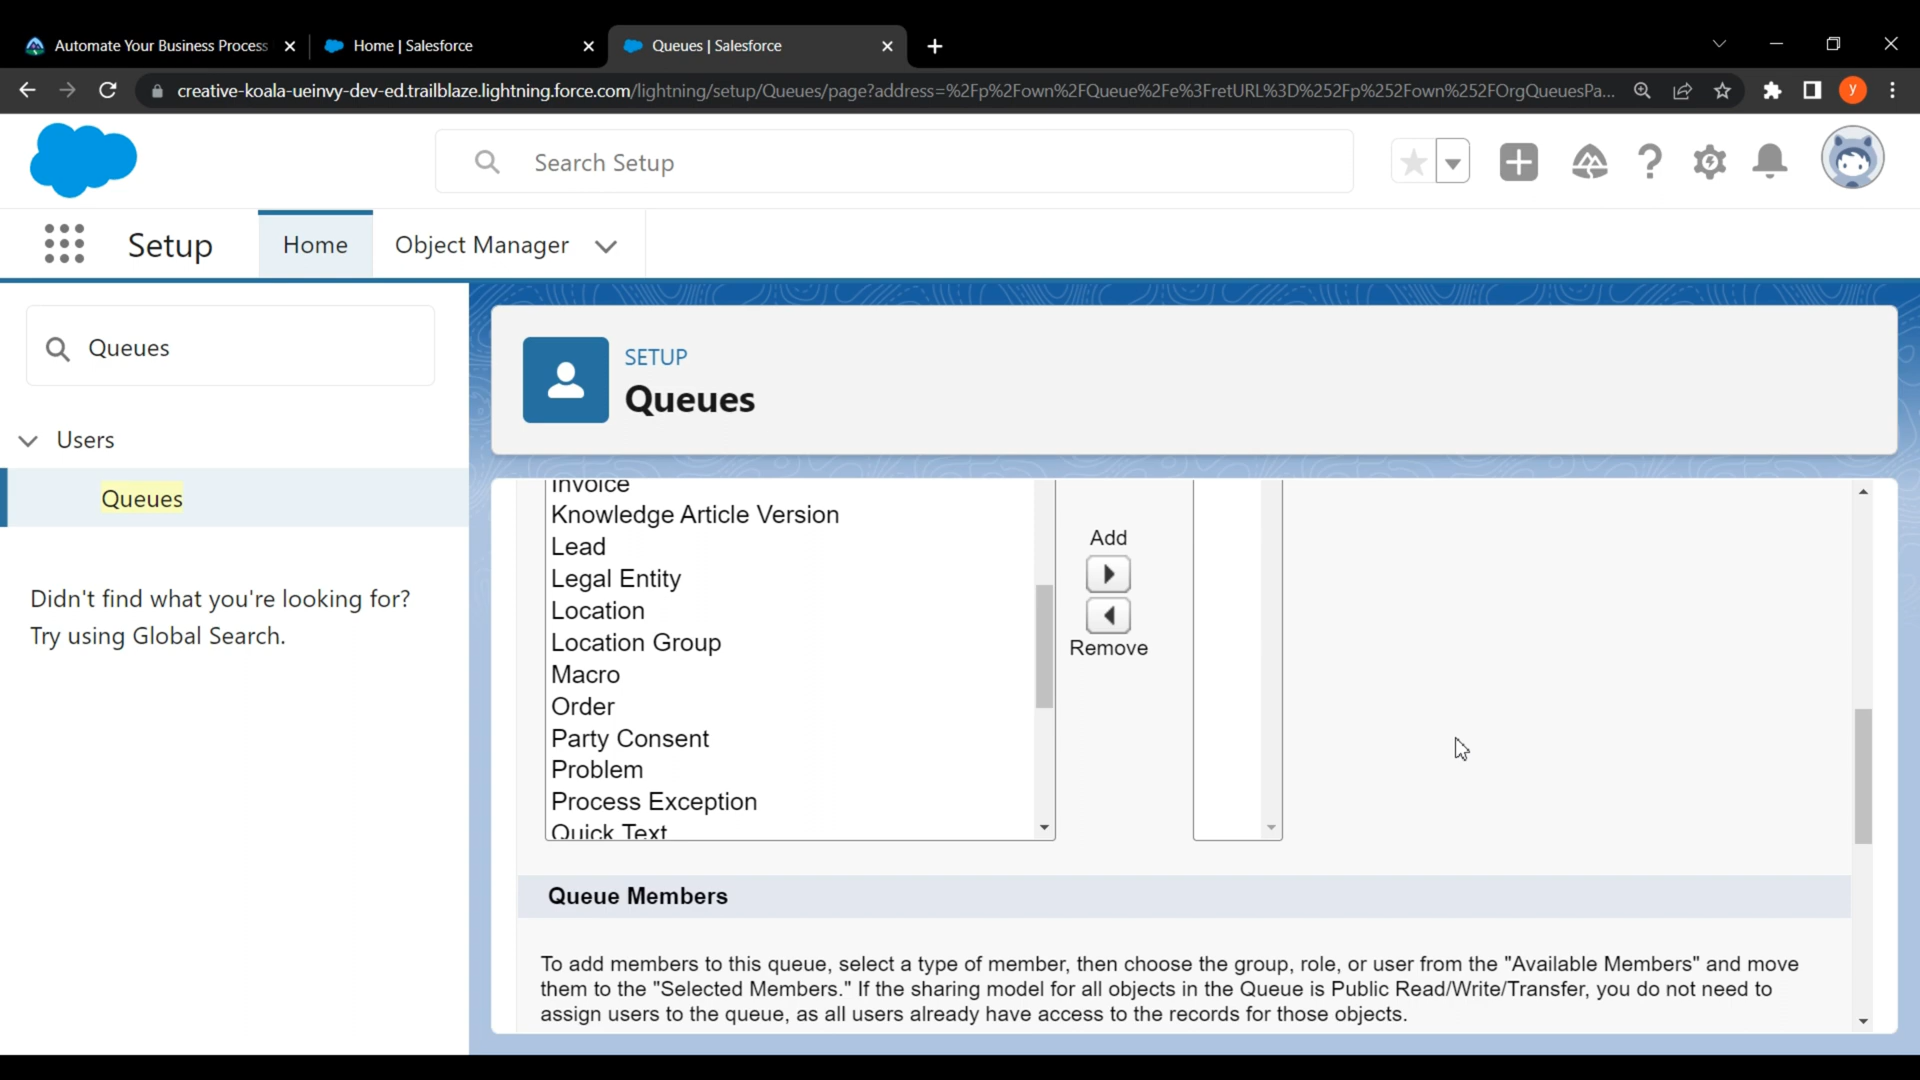 Automate Your Business Process
Home | Salesforce
Queues | Salesforce
creative-koala-ueinvy-dev-ed.trailblaze.lightning.force.com/lightning/setup/Queues/page?address=%2Fp%2Fown%2FQueue%2Fe%3FretURL%3D%252Fp%252Fown%252FOrgQueuesPa...
y
Search Setup
Setup
Home
Object Manager
Queues
Users
Queues
Didn't find what you're looking for?
Try using Global Search.
SETUP
Queues
Invoice
Knowledge Article Version
Lead
Legal Entity
Location
Location Group
Macro
Order
Party Consent
Problem
Process Exception
Quick Text
Add
Remove
Queue Members
To add members to this queue, select a type of member, then choose the group, role, or user from the "Available Members" and move
them to the "Selected Members." If the sharing model for all objects in the Queue is Public Read/Write/Transfer, you do not need to
assign users to the queue, as all users already have access to the records for those objects.